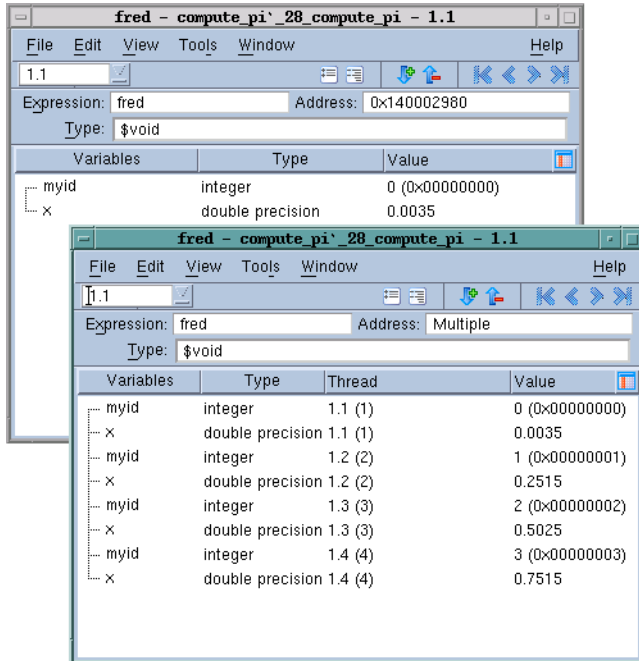 fred - compute_pi`_28_compute_pi - 1.1
File Edit View Tools Window Help
1.1
Expression: fred Address: 0x140002980
Type: $void
Variables Type Value
myid integer 0 (0x00000000)
x double precision 0.0035
fred - compute_pi`_28_compute_pi - 1.1
File Edit View Tools Window Help
1.1
Expression: fred Address: Multiple
Type: $void
Variables Type Thread Value
myid integer 1.1 (1) 0 (0x00000000)
x double precision 1.1 (1) 0.0035
myid integer 1.2 (2) 1 (0x00000001)
x double precision 1.2 (2) 0.2515
myid integer 1.3 (3) 2 (0x00000002)
x double precision 1.3 (3) 0.5025
myid integer 1.4 (4) 3 (0x00000003)
x double precision 1.4 (4) 0.7515